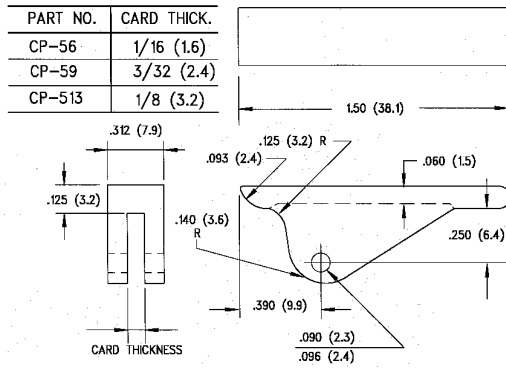 PART NO. CARD THICK.
CP-56 1/16 (1.6)
CP-59 3/32 (2.4)
CP-513 1/8 (3.2)
1.50 (38.1)
.312 (7.9)
.125 (3.2) R
.093 (2.4)
.060 (1.5)
.125 (3.2)
.140 (3.6)
R
.250 (6.4)
.390 (9.9)
.090 (2.3)
.096 (2.4)
CARD THICKNESS